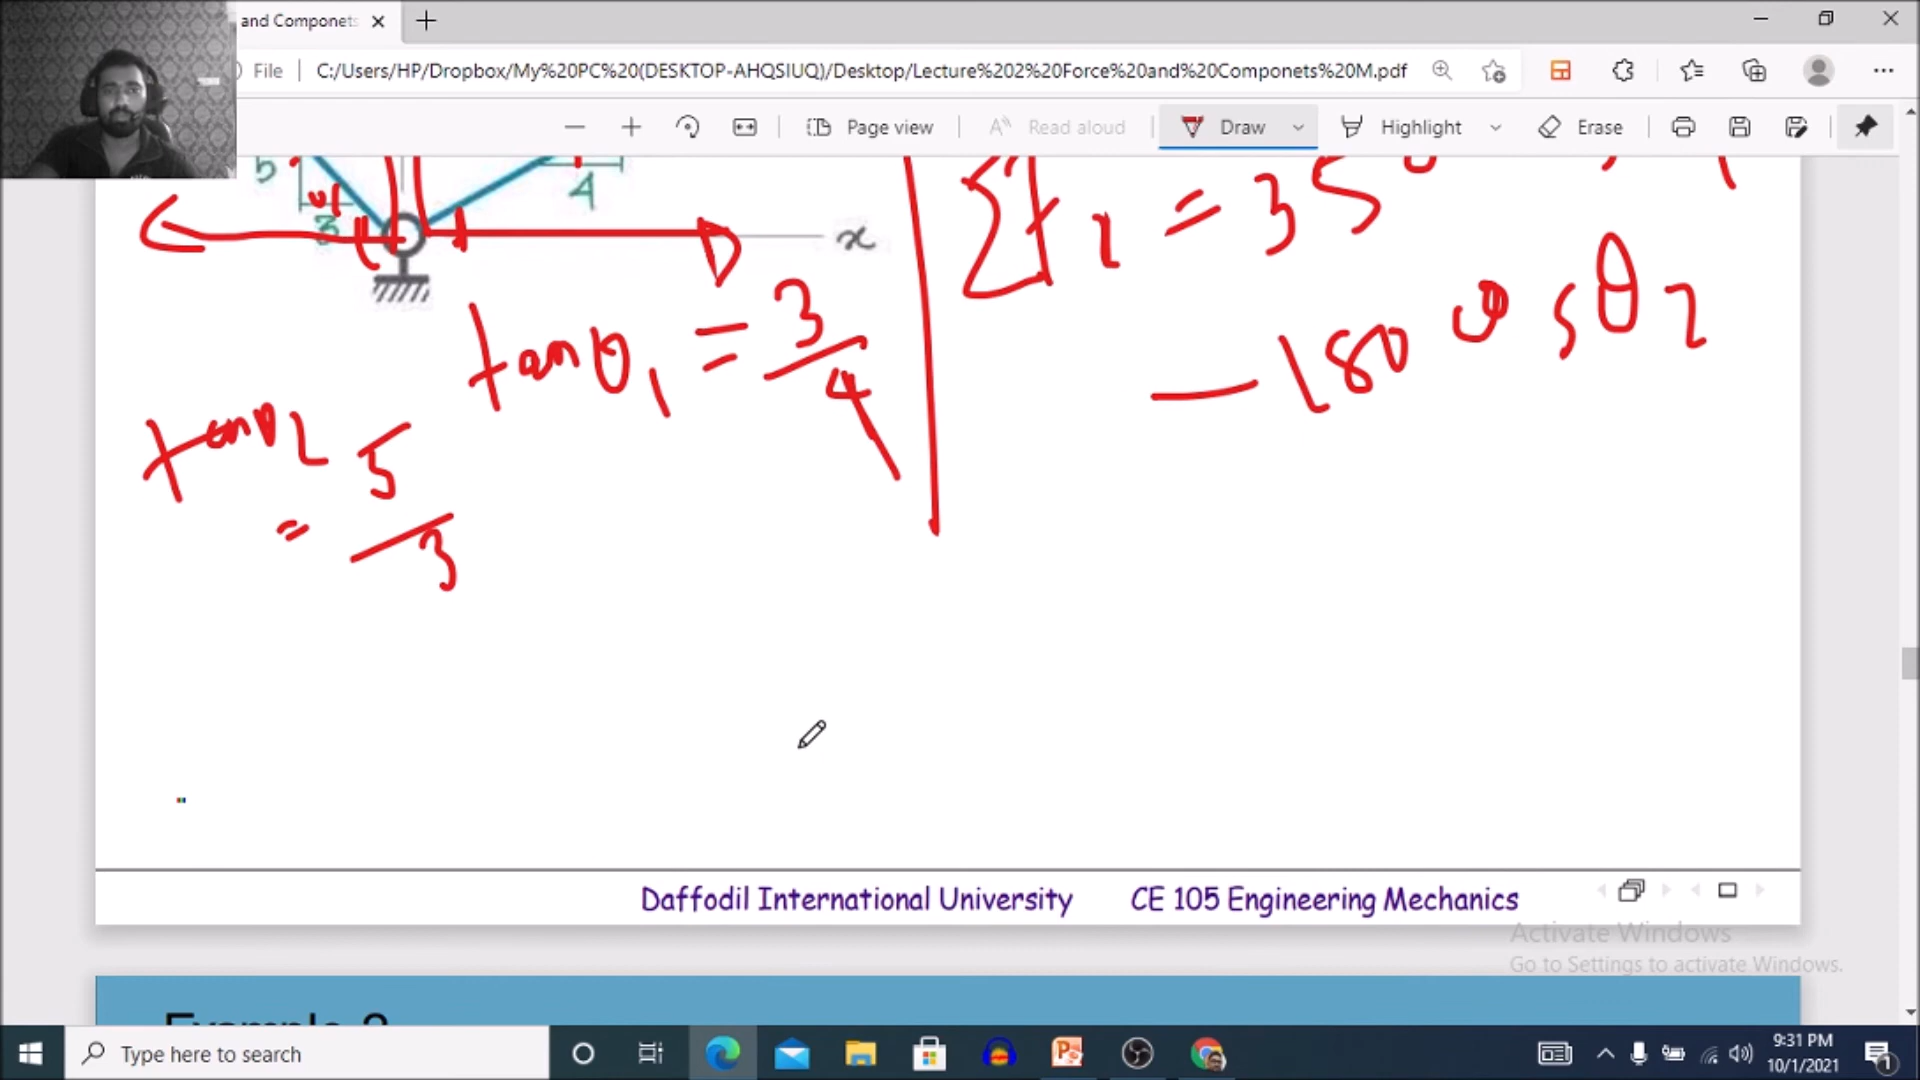 and Componets
File
C:/Users/HP/Dropbox/My%20PC%20(DESKTOP-AHQSIUQ)/Desktop/Lecture%202%20Force%20and%20Componets%20M.pdf
Page view
Read aloud
Draw
Highlight
Erase
5
3
4
x
tanθ1 = 3/4
tanθ2
= 5/3
= 35
– 180 cosθ2
Daffodil International University
CE 105 Engineering Mechanics
Activate Windows
Go to Settings to activate Windows.
Type here to search
9:31 PM
10/1/2021
1